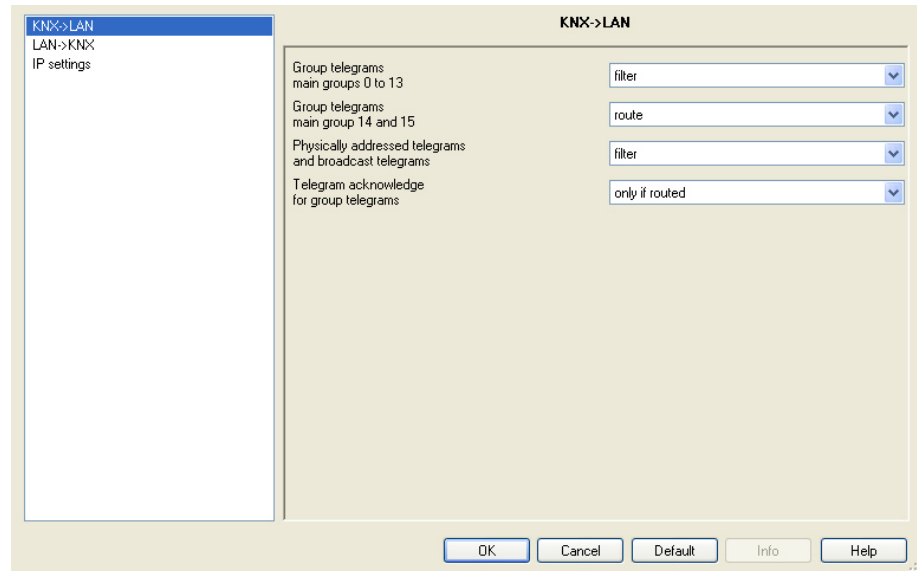 KNX->LAN
LAN->KNX
IP settings
KNX->LAN
Group telegrams
main groups 0 to 13
filter
Group telegrams
main group 14 and 15
route
Physically addressed telegrams
and broadcast telegrams
filter
Telegram acknowledge
for group telegrams
only if routed
OK
Cancel
Default
Info
Help